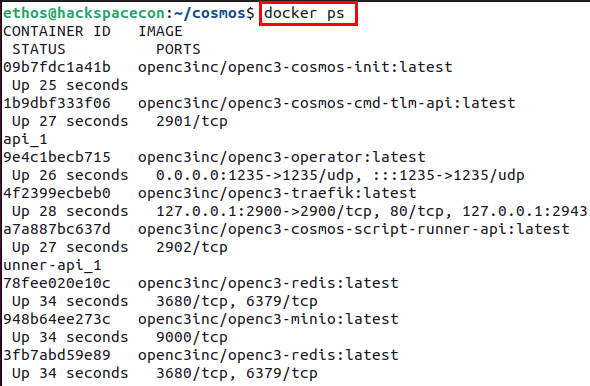 ethos@hackspacecon:~/cosmos$ docker ps
CONTAINER ID   IMAGE
 STATUS          PORTS
09b7fdc1a41b   openc3inc/openc3-cosmos-init:latest
 Up 25 seconds
1b9dbf333f06   openc3inc/openc3-cosmos-cmd-tlm-api:latest
 Up 27 seconds   2901/tcp
api_1
9e4c1becb715   openc3inc/openc3-operator:latest
 Up 26 seconds   0.0.0.0:1235->1235/udp, :::1235->1235/udp
4f2399ecbeb0   openc3inc/openc3-traefik:latest
 Up 28 seconds   127.0.0.1:2900->2900/tcp, 80/tcp, 127.0.0.1:2943
a7a887bc637d   openc3inc/openc3-cosmos-script-runner-api:latest
 Up 27 seconds   2902/tcp
unner-api_1
78fee020e10c   openc3inc/openc3-redis:latest
 Up 34 seconds   3680/tcp, 6379/tcp
948b64ee273c   openc3inc/openc3-minio:latest
 Up 34 seconds   9000/tcp
3fb7abd59e89   openc3inc/openc3-redis:latest
 Up 34 seconds   3680/tcp, 6379/tcp